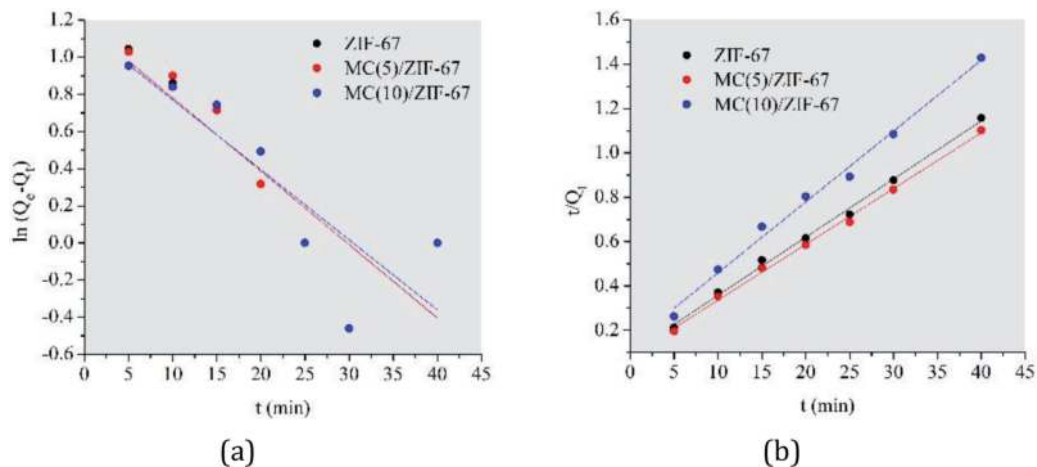 1.2
1.0
0.8
0.6
0.4
0.2
0.0
-0.2
-0.4
-0.6
ln (Qe-Qt)
ZIF-67
MC(5)/ZIF-67
MC(10)/ZIF-67
0 5 10 15 20 25 30 35 40 45
t (min)
(a)
1.6
1.4
1.2
1.0
0.8
0.6
0.4
0.2
t/Qt
ZIF-67
MC(5)/ZIF-67
MC(10)/ZIF-67
0 5 10 15 20 25 30 35 40 45
t (min)
(b)